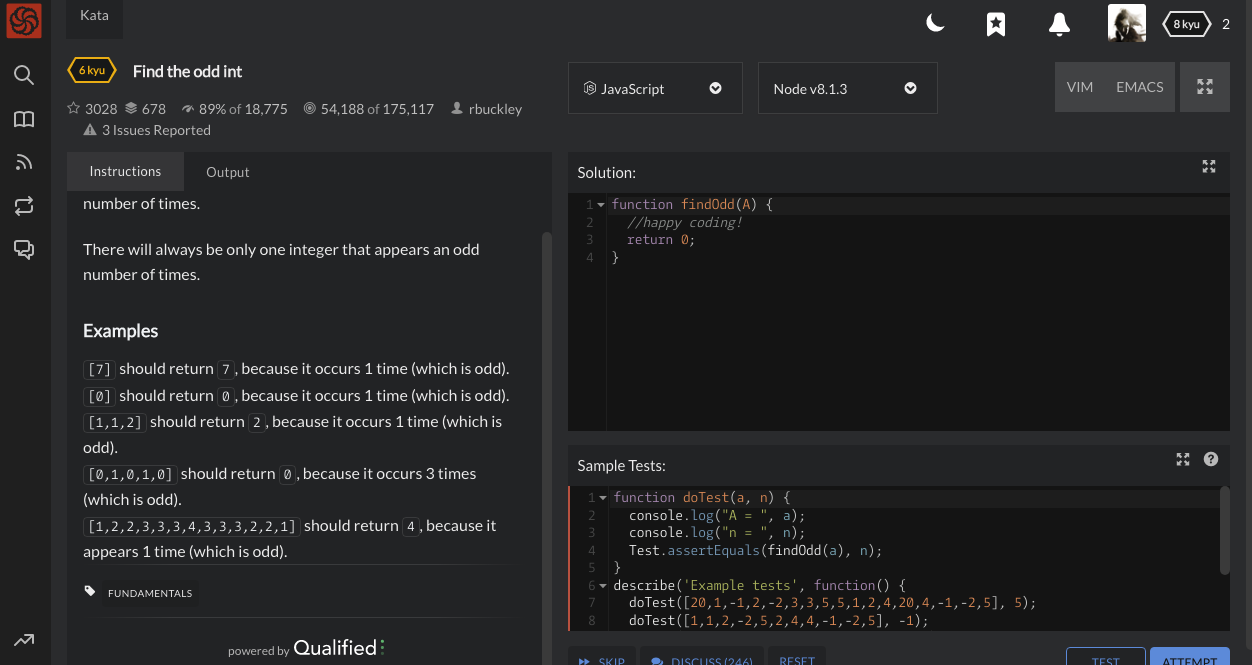 Kata
8 kyu 2
6 kyu Find the odd int
3028 678 89% of 18,775 54,188 of 175,117 rbuckley
3 Issues Reported
JavaScript
Node v8.1.3
VIM EMACS
Instructions Output
number of times.
There will always be only one integer that appears an odd
number of times.
Examples
[7] should return 7, because it occurs 1 time (which is odd).
[0] should return 0, because it occurs 1 time (which is odd).
[1,1,2] should return 2, because it occurs 1 time (which is
odd).
[0,1,0,1,0] should return 0, because it occurs 3 times
(which is odd).
[1,2,2,3,3,3,4,3,3,3,2,2,1] should return 4, because it
appears 1 time (which is odd).
FUNDAMENTALS
powered by Qualified
Solution:
1 function findOdd(A) {
2 //happy coding!
3 return 0;
4 }
Sample Tests:
1 function doTest(a, n) {
2 console.log("A = ", a);
3 console.log("n = ", n);
4 Test.assertEquals(findOdd(a), n);
5 }
6 describe('Example tests', function() {
7 doTest([20,1,-1,2,-2,3,3,5,5,1,2,4,20,4,-1,-2,5], 5);
8 doTest([1,1,2,-2,5,2,4,4,-1,-2,5], -1);
SKIP DISCUSS (246) RESET TEST ATTEMPT